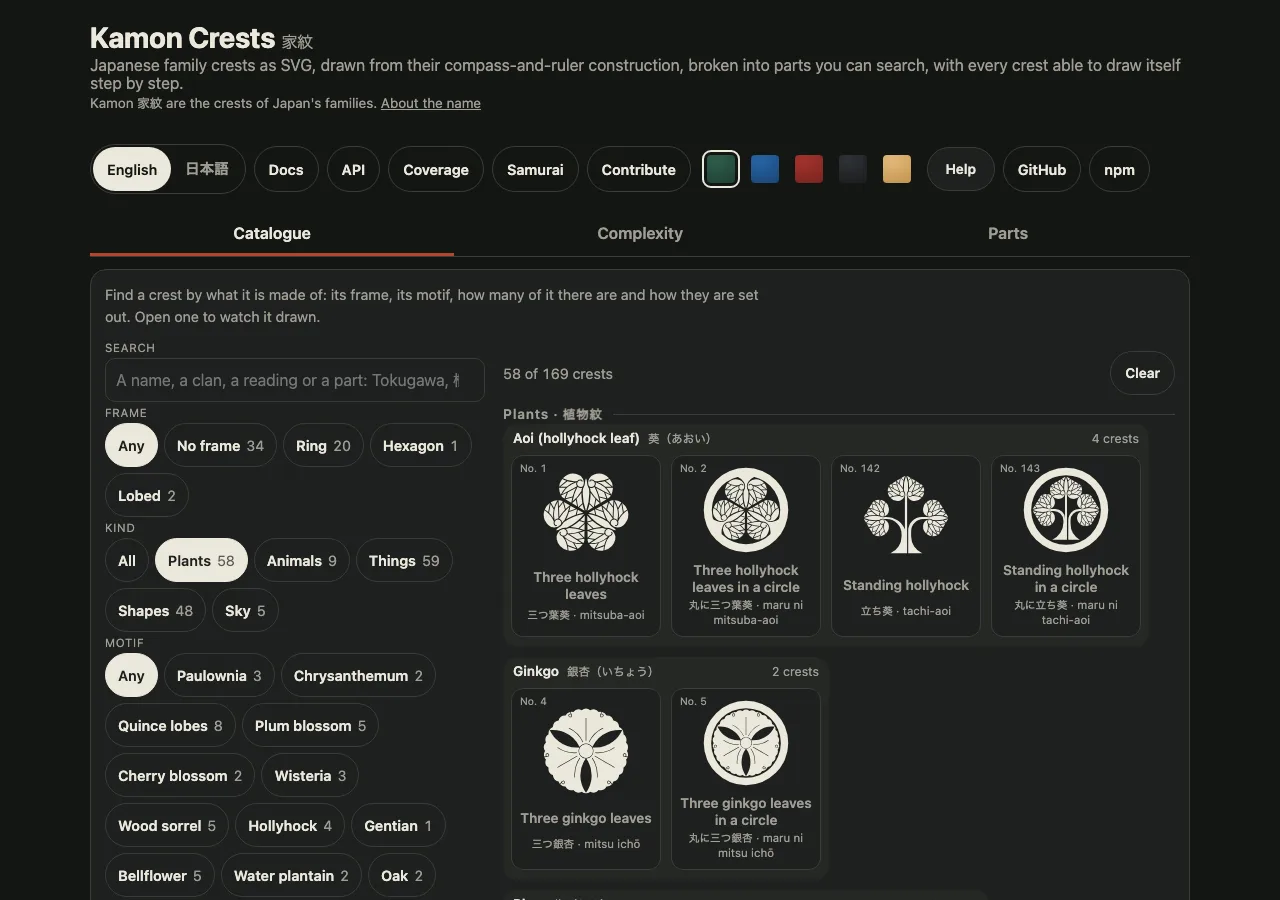 Kamon Crests 家紋
Japanese family crests as SVG, drawn from their compass-and-ruler construction, broken into parts you can search, with every crest able to draw itself
step by step.
Kamon 家紋 are the crests of Japan's families. About the name
English 日本語 Docs API Coverage Samurai Contribute Help GitHub npm
Catalogue Complexity Parts
Find a crest by what it is made of: its frame, its motif, how many of it there are and how they are set
out. Open one to watch it drawn.
SEARCH
A name, a clan, a reading or a part: Tokugawa,
FRAME
Any No frame 34 Ring 20 Hexagon 1
Lobed 2
KIND
All Plants 58 Animals 9 Things 59
Shapes 48 Sky 5
MOTIF
Any Paulownia 3 Chrysanthemum 2
Quince lobes 8 Plum blossom 5
Cherry blossom 2 Wisteria 3
Wood sorrel 5 Hollyhock 4 Gentian 1
Bellflower 5 Water plantain 2 Oak 2
58 of 169 crests Clear
Plants · 植物紋
Aoi (hollyhock leaf) 葵（あおい） 4 crests
No. 1
Three hollyhock
leaves
三つ葉葵 · mitsuba-aoi
No. 2
Three hollyhock
leaves in a circle
丸に三つ葉葵 · maru ni
mitsuba-aoi
No. 142
Standing hollyhock
立ち葵 · tachi-aoi
No. 143
Standing hollyhock
in a circle
丸に立ち葵 · maru ni
tachi-aoi
Ginkgo 銀杏（いちょう） 2 crests
No. 4
Three ginkgo leaves
三つ銀杏 · mitsu ichō
No. 5
Three ginkgo leaves
in a circle
丸に三つ銀杏 · maru ni
mitsu ichō